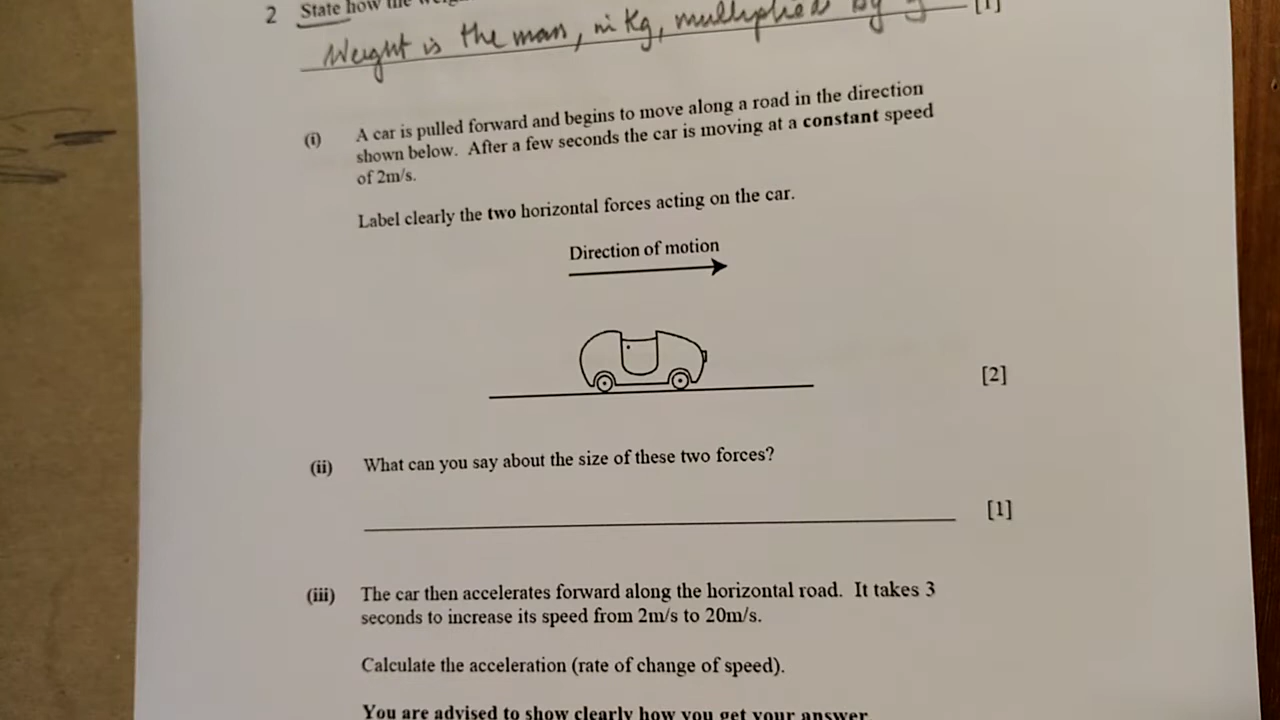 2 State how the
Weight is the mass, in Kg, multiplied by g [1]
(i) A car is pulled forward and begins to move along a road in the direction
shown below. After a few seconds the car is moving at a constant speed
of 2m/s.
Label clearly the two horizontal forces acting on the car.
Direction of motion
[2]
(ii) What can you say about the size of these two forces?
[1]
(iii) The car then accelerates forward along the horizontal road. It takes 3
seconds to increase its speed from 2m/s to 20m/s.
Calculate the acceleration (rate of change of speed).
You are advised to show clearly how you get your answer